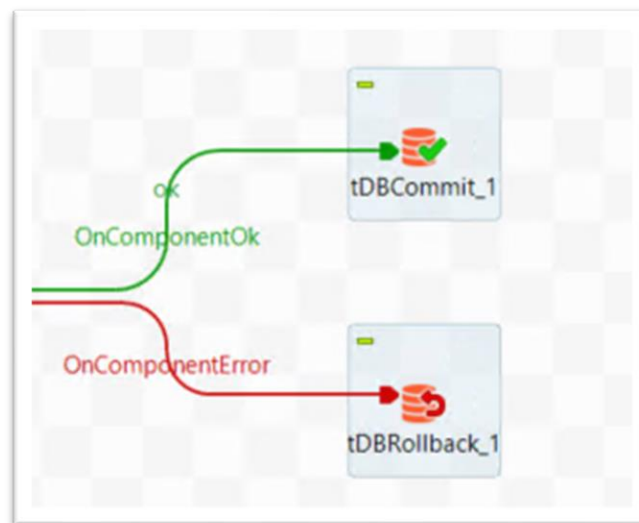 ok
OnComponentOk
tDBCommit_1
OnComponentError
tDBRollback_1